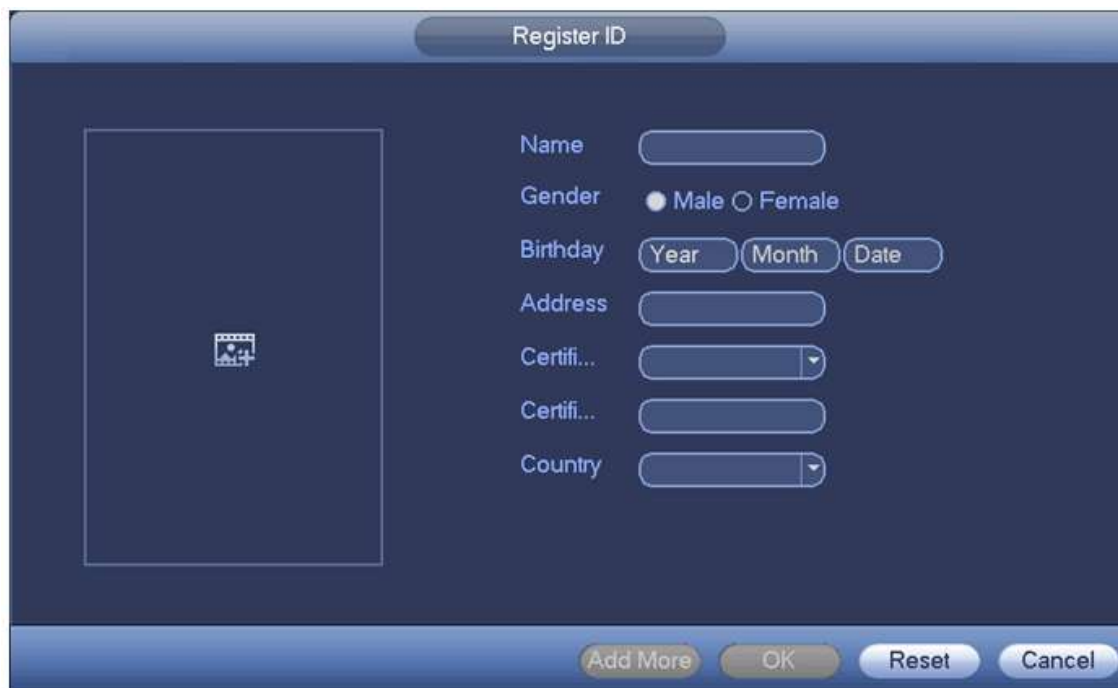 Register ID
Name
Gender Male Female
Birthday Year Month Date
Address
Certifi...
Certifi...
Country
Add More OK Reset Cancel